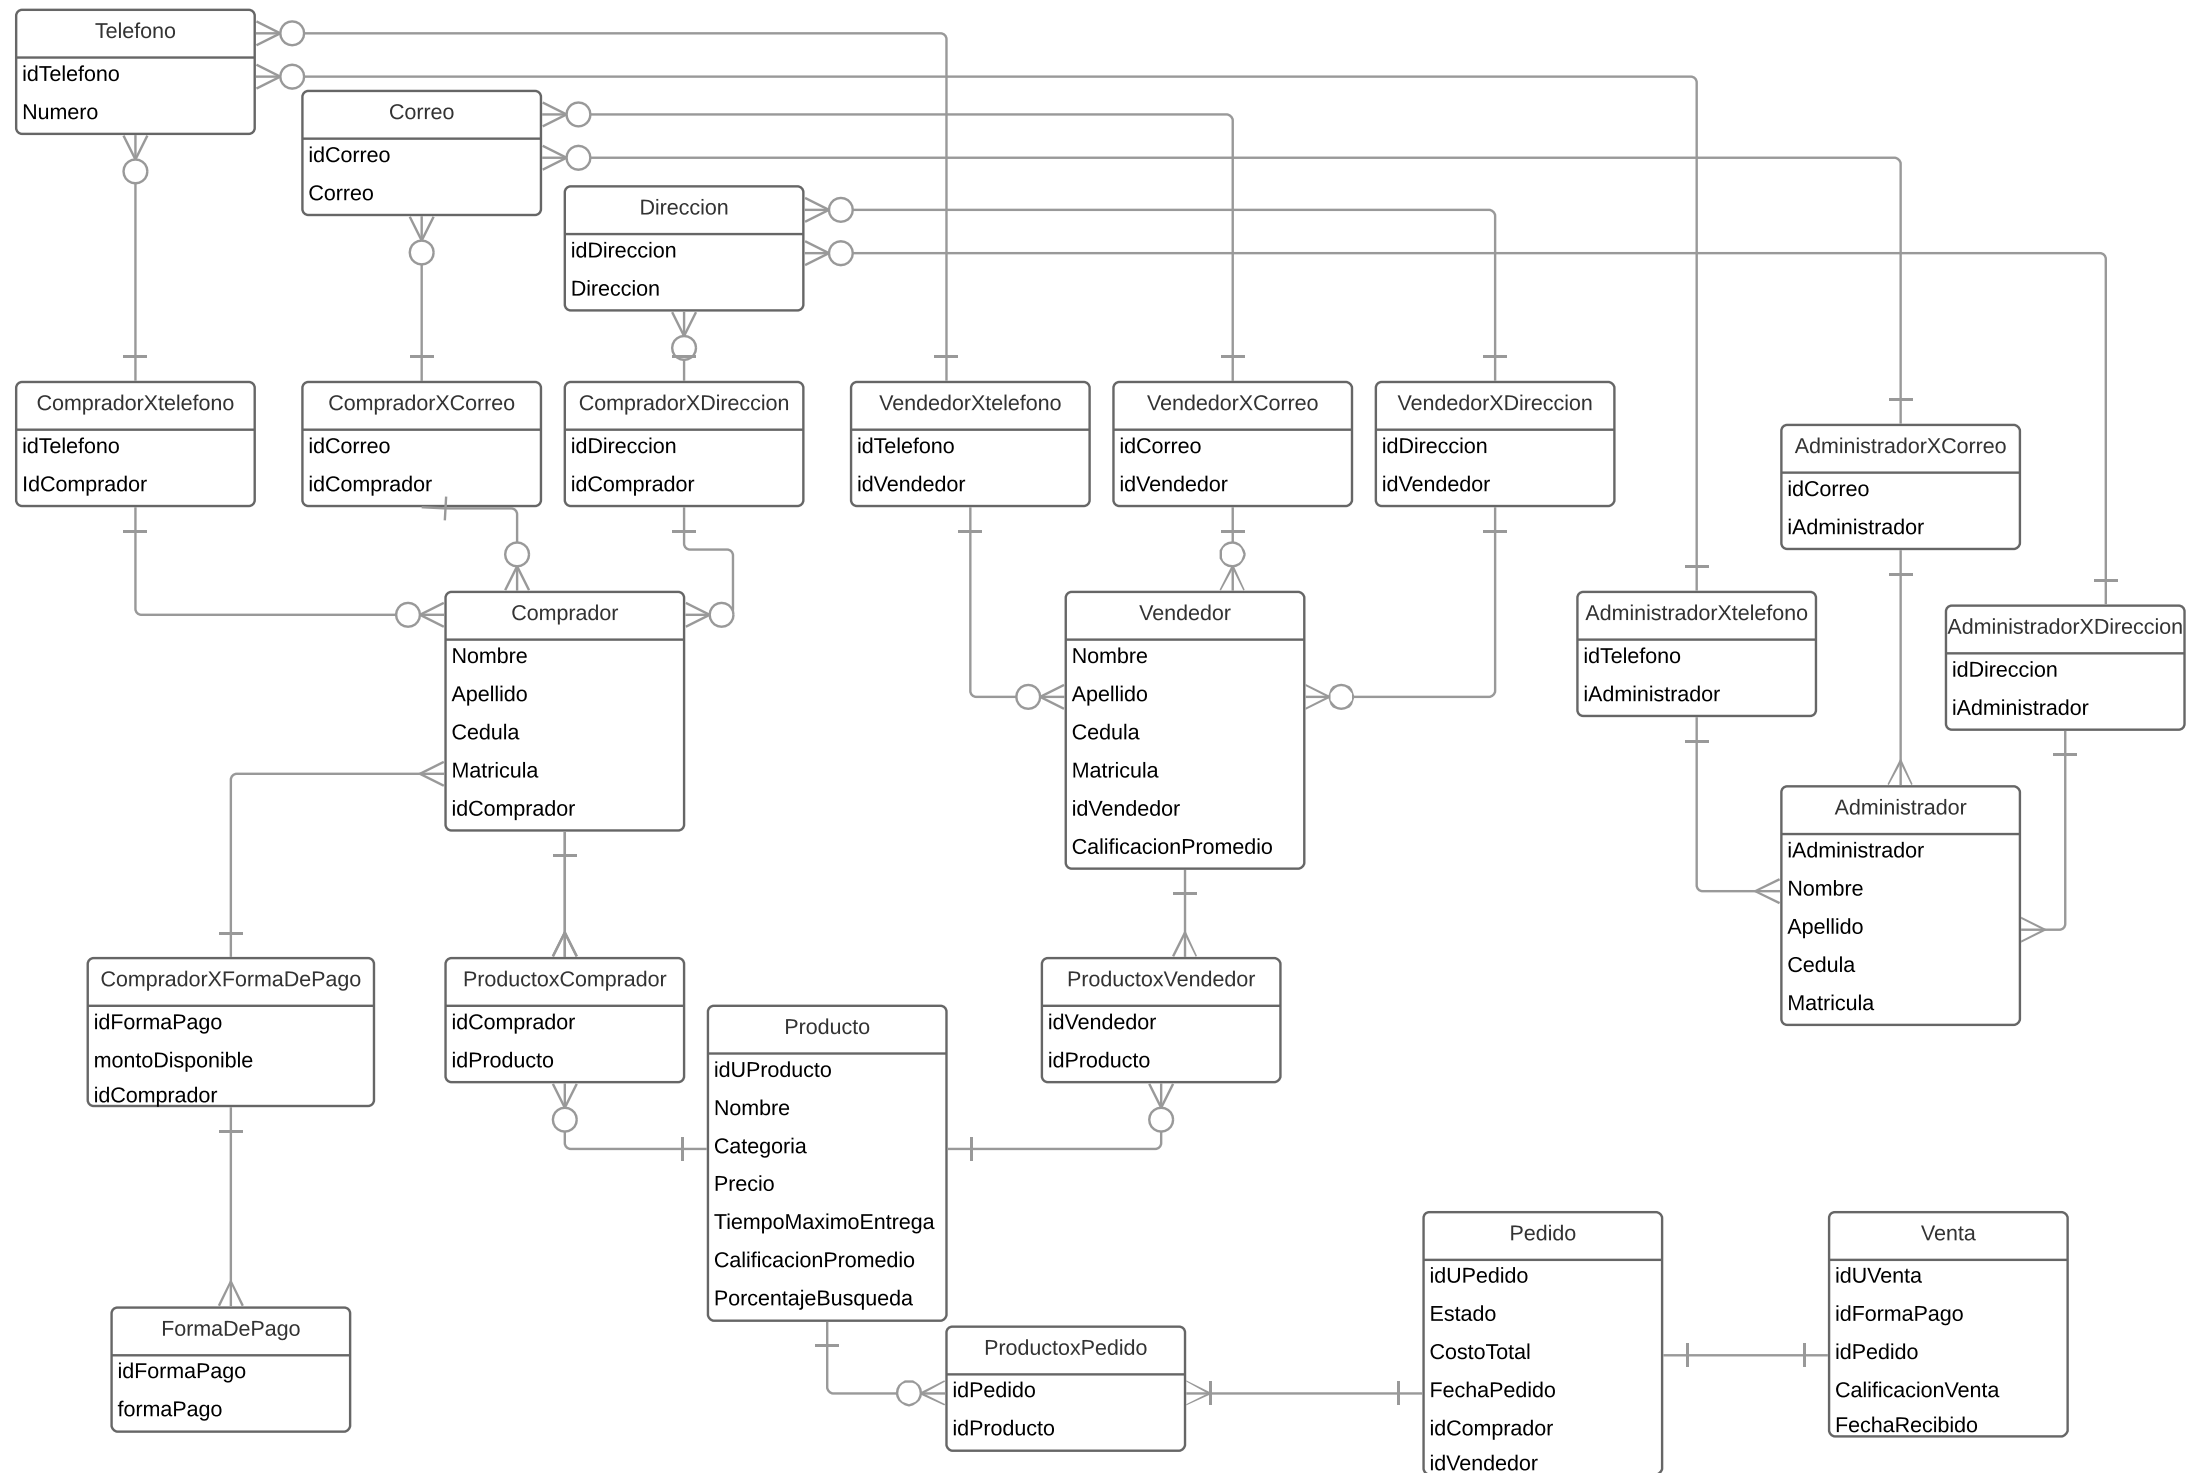 Telefono
idTelefono
Numero
Correo
idCorreo
Correo
Direccion
idDireccion
Direccion
CompradorXtelefono
idTelefono
IdComprador
CompradorXCorreo
idCorreo
idComprador
CompradorXDireccion
idDireccion
idComprador
VendedorXtelefono
idTelefono
idVendedor
VendedorXCorreo
idCorreo
idVendedor
VendedorXDireccion
idDireccion
idVendedor
AdministradorXCorreo
idCorreo
iAdministrador
Comprador
Nombre
Apellido
Cedula
Matricula
idComprador
Vendedor
Nombre
Apellido
Cedula
Matricula
idVendedor
CalificacionPromedio
AdministradorXtelefono
idTelefono
iAdministrador
AdministradorXDireccion
idDireccion
iAdministrador
Administrador
iAdministrador
Nombre
Apellido
Cedula
Matricula
CompradorXFormaDePago
idFormaPago
montoDisponible
idComprador
ProductoxComprador
idComprador
idProducto
Producto
idUProducto
Nombre
Categoria
Precio
TiempoMaximoEntrega
CalificacionPromedio
PorcentajeBusqueda
ProductoxVendedor
idVendedor
idProducto
FormaDePago
idFormaPago
formaPago
ProductoxPedido
idPedido
idProducto
Pedido
idUPedido
Estado
CostoTotal
FechaPedido
idComprador
idVendedor
Venta
idUVenta
idFormaPago
idPedido
CalificacionVenta
FechaRecibido